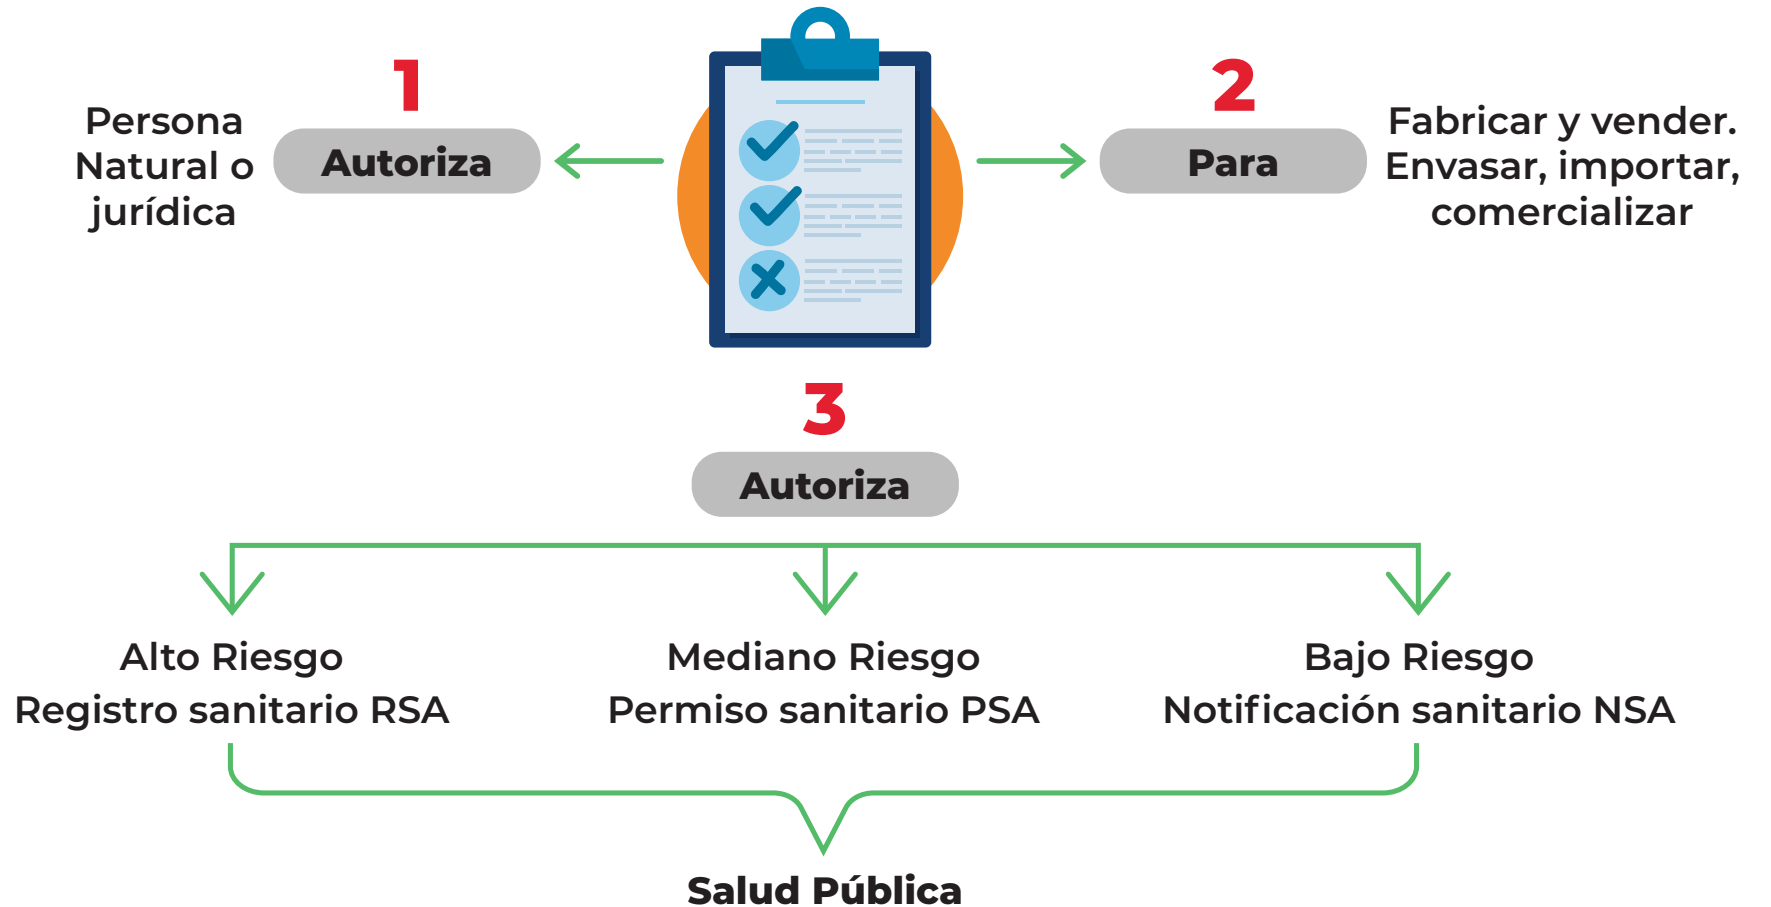 1
Persona
Natural o
jurídica
Autoriza
2
Para
Fabricar y vender.
Envasar, importar,
comercializar
3
Autoriza
Alto Riesgo
Registro sanitario RSA
Mediano Riesgo
Permiso sanitario PSA
Bajo Riesgo
Notificación sanitario NSA
Salud Pública